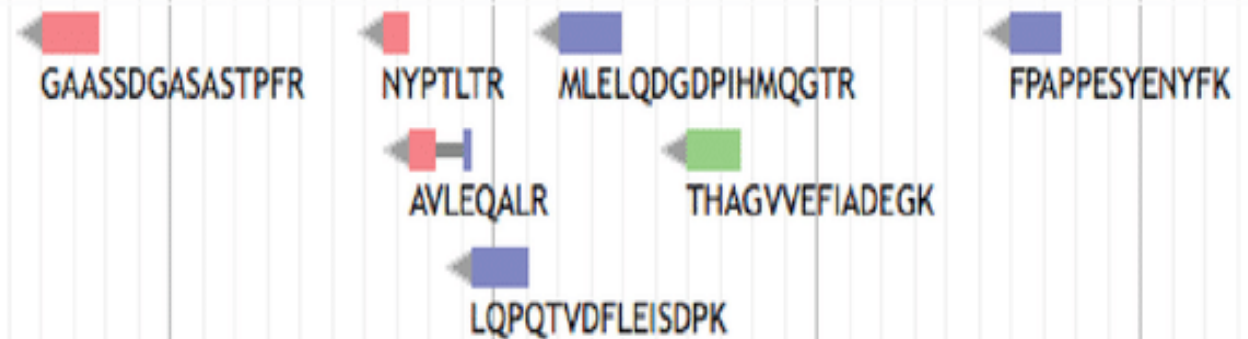 GAASSDGASASTPFR NYPTLTR MLELQDGDPIHMQGTR FPAPPESYENYFK
AVLEQALR THAGVVEFIADEGK
LQPQTVDFLEISDPK